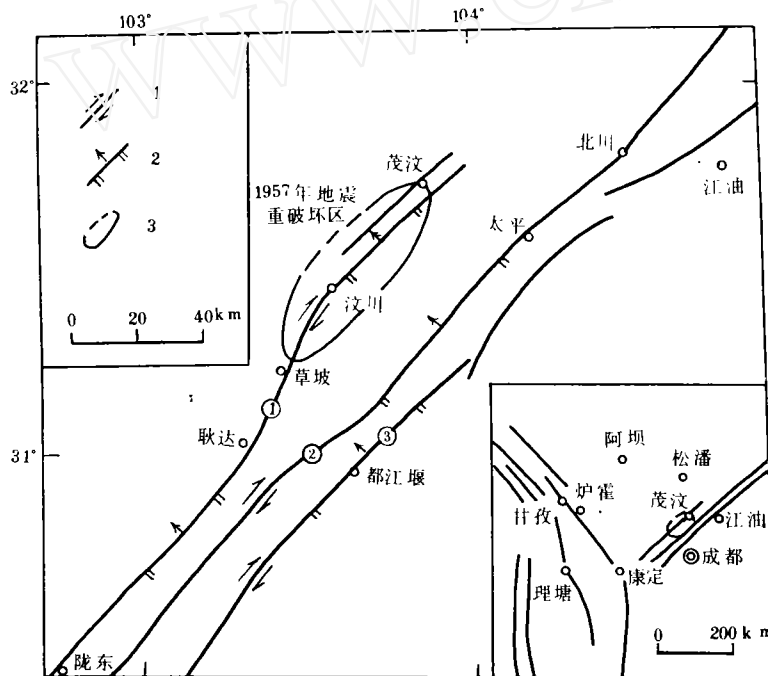 103°
104°
32°
31°
1
2
3
0 20 40km
1957年地震
重破坏区
茂汶
北川
江油
太平
汶川
草坡
①
耿达
②
③
都江堰
陇东
阿坝
松潘
炉霍
茂汶
甘孜
江油
成都
理塘
康定
0 200 km